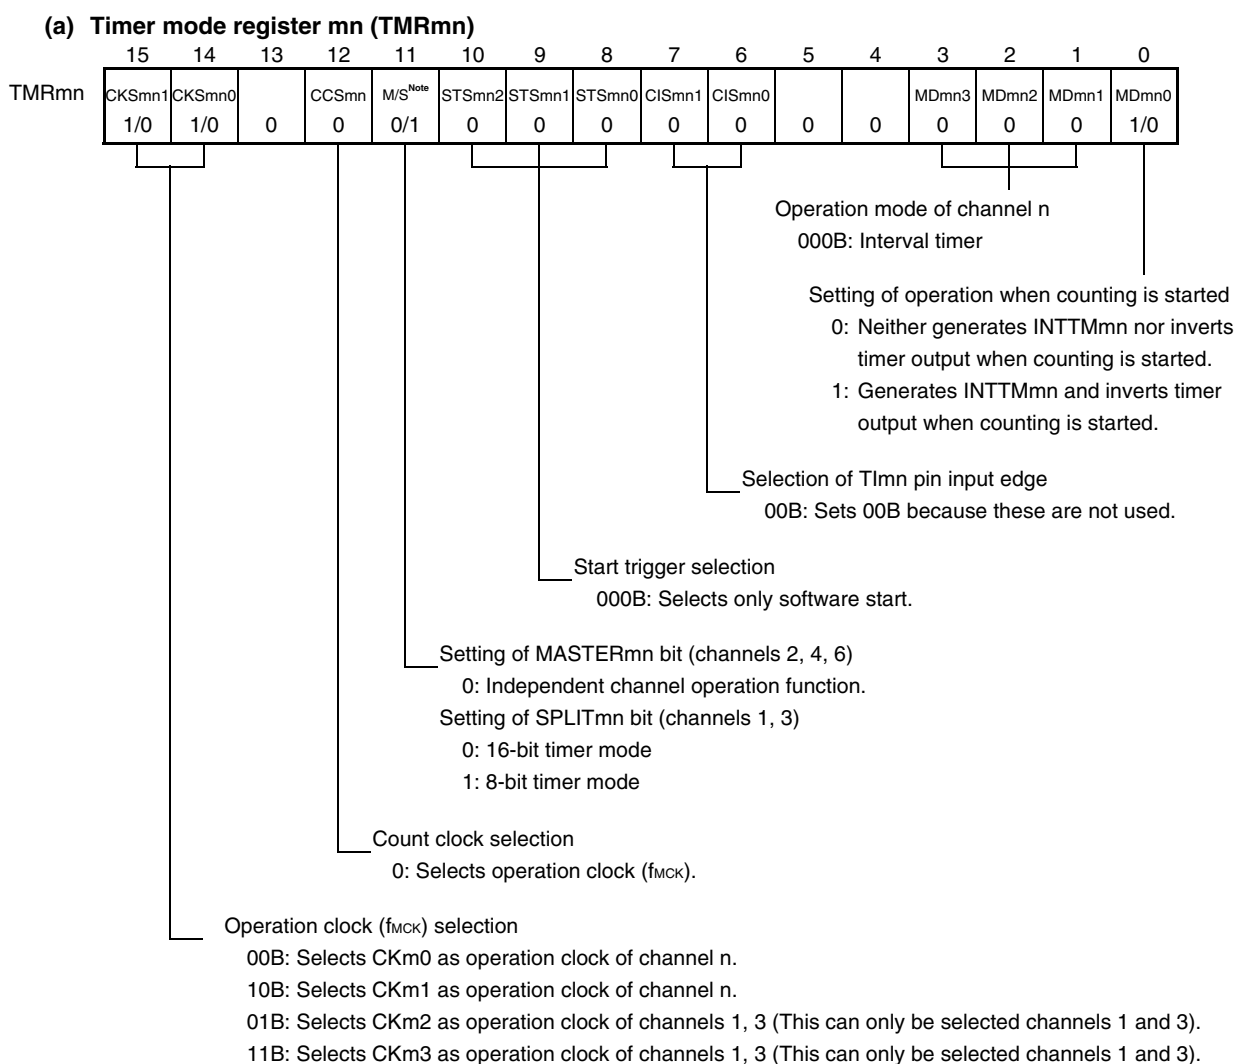 (a) Timer mode register mn (TMRmn)
15 14 13 12 11 10 9 8 7 6 5 4 3 2 1 0
TMRmn CKSmn1 CKSmn0 CCSmn M/S Note STSmn2 STSmn1 STSmn0 CISmn1 CISmn0 MDmn3 MDmn2 MDmn1 MDmn0
1/0 1/0 0 0 0/1 0 0 0 0 0 0 0 0 0 0 1/0
Operation mode of channel n
000B: Interval timer
Setting of operation when counting is started
0: Neither generates INTTMmn nor inverts
timer output when counting is started.
1: Generates INTTMmn and inverts timer
output when counting is started.
Selection of TImn pin input edge
00B: Sets 00B because these are not used.
Start trigger selection
000B: Selects only software start.
Setting of MASTERmn bit (channels 2, 4, 6)
0: Independent channel operation function.
Setting of SPLITmn bit (channels 1, 3)
0: 16-bit timer mode
1: 8-bit timer mode
Count clock selection
0: Selects operation clock (fMCK).
Operation clock (fMCK) selection
00B: Selects CKm0 as operation clock of channel n.
10B: Selects CKm1 as operation clock of channel n.
01B: Selects CKm2 as operation clock of channels 1, 3 (This can only be selected channels 1 and 3).
11B: Selects CKm3 as operation clock of channels 1, 3 (This can only be selected channels 1 and 3).